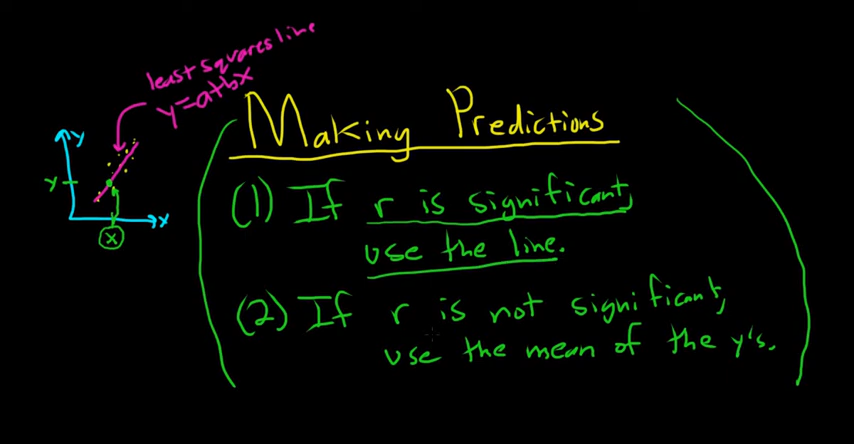 least squares line
y=a+bx
Making Predictions
y
y
x
x
(1) If r is significant,
use the line.
(2) If r is not significant,
use the mean of the y's.